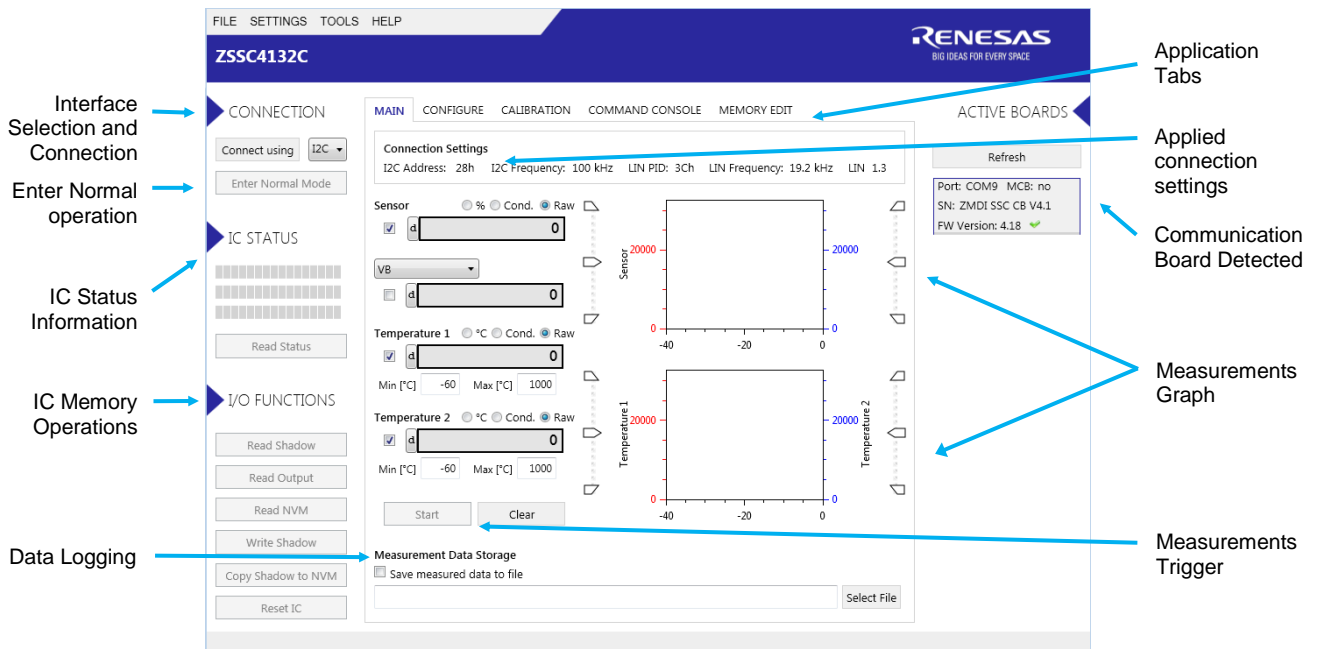 FILE SETTINGS TOOLS HELP
ZSSC4132C
RENESAS
BIG IDEAS FOR EVERY SPACE
Application
Tabs
Interface
Selection and
Connection
CONNECTION
MAIN CONFIGURE CALIBRATION COMMAND CONSOLE MEMORY EDIT
ACTIVE BOARDS
Connect using I2C
Connection Settings
I2C Address: 28h I2C Frequency: 100 kHz LIN PID: 3Ch LIN Frequency: 19.2 kHz LIN 1.3
Refresh
Applied
connection
settings
Enter Normal
operation
Enter Normal Mode
Port: COM9 MCB: no
SN: ZMDI SSC CB V4.1
FW Version: 4.18
Communication
Board Detected
Sensor % Cond. Raw
d 0
IC STATUS
VB
d 0
Sensor
20000
20000
0
0
-40 -20 0
IC Status
Information
Read Status
Temperature 1 °C Cond. Raw
d 0
Min [°C] -60 Max [°C] 1000
Measurements
Graph
IC Memory
Operations
I/O FUNCTIONS
Temperature 2 °C Cond. Raw
d 0
Min [°C] -60 Max [°C] 1000
Temperature 1
20000
20000
Temperature 2
0
0
-40 -20 0
Read Shadow
Read Output
Read NVM
Write Shadow
Copy Shadow to NVM
Reset IC
Start Clear
Measurements
Trigger
Data Logging
Measurement Data Storage
Save measured data to file
Select File